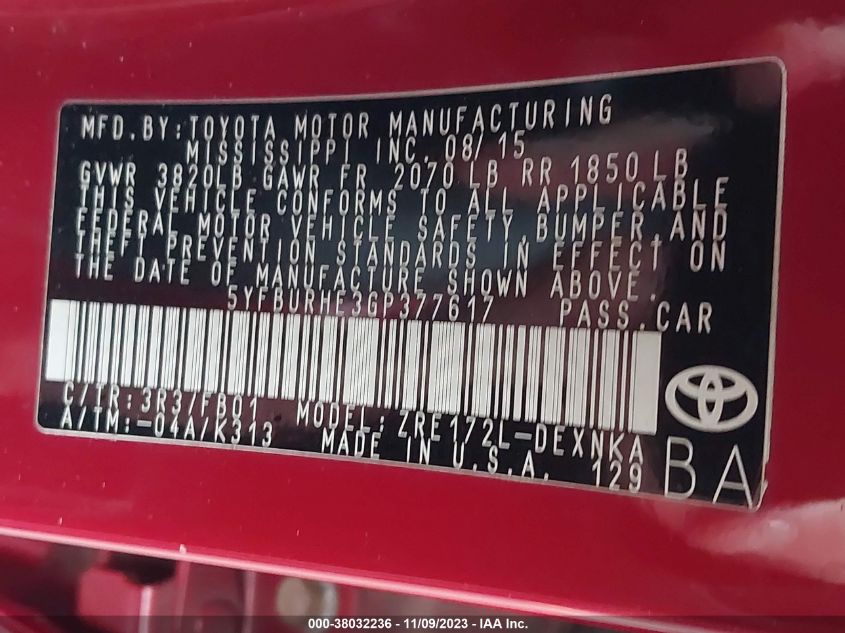 MFD.BY:TOYOTA MOTOR MANUFACTURING
MISSISSIPPI INC. 08/15
GVWR 3820LB GAWR FR 2070 LB RR 1850 LB
THIS VEHICLE CONFORMS TO ALL APPLICABLE
FEDERAL MOTOR VEHICLE SAFETY,BUMPER,AND
THEFT PREVENTION STANDARDS IN EFFECT ON
THE DATE OF MANUFACTURE SHOWN ABOVE.
5YFBURHE3GP377617 PASS.CAR
C/TR:3R3/FB01 MODEL:ZRE172L-DEXNKA
A/TM:-04A/K313 MADE IN U.S.A. 129
BA
000-38032236 - 11/09/2023 - IAA Inc.